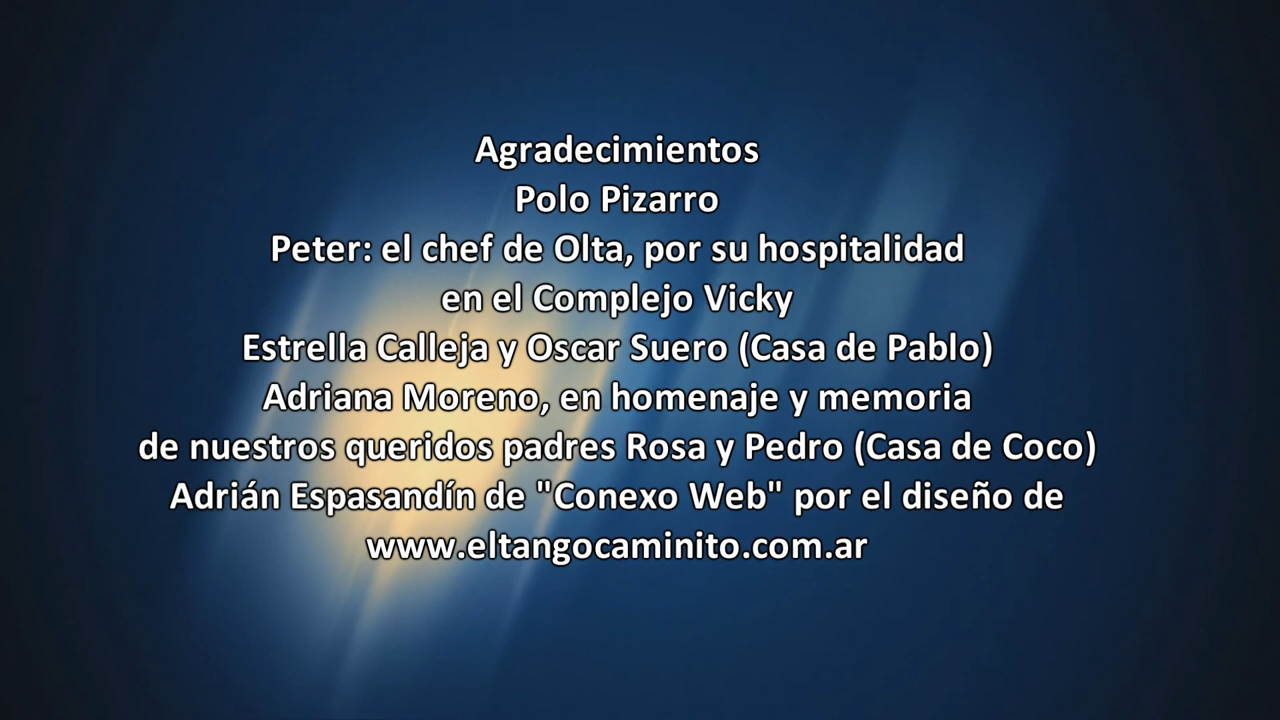 Agradecimientos
Polo Pizarro
Peter: el chef de Olta, por su hospitalidad
en el Complejo Vicky
Estrella Calleja y Oscar Suero (Casa de Pablo)
Adriana Moreno, en homenaje y memoria
de nuestros queridos padres Rosa y Pedro (Casa de Coco)
Adrián Espasandín de "Conexo Web" por el diseño de
www.eltangocaminito.com.ar